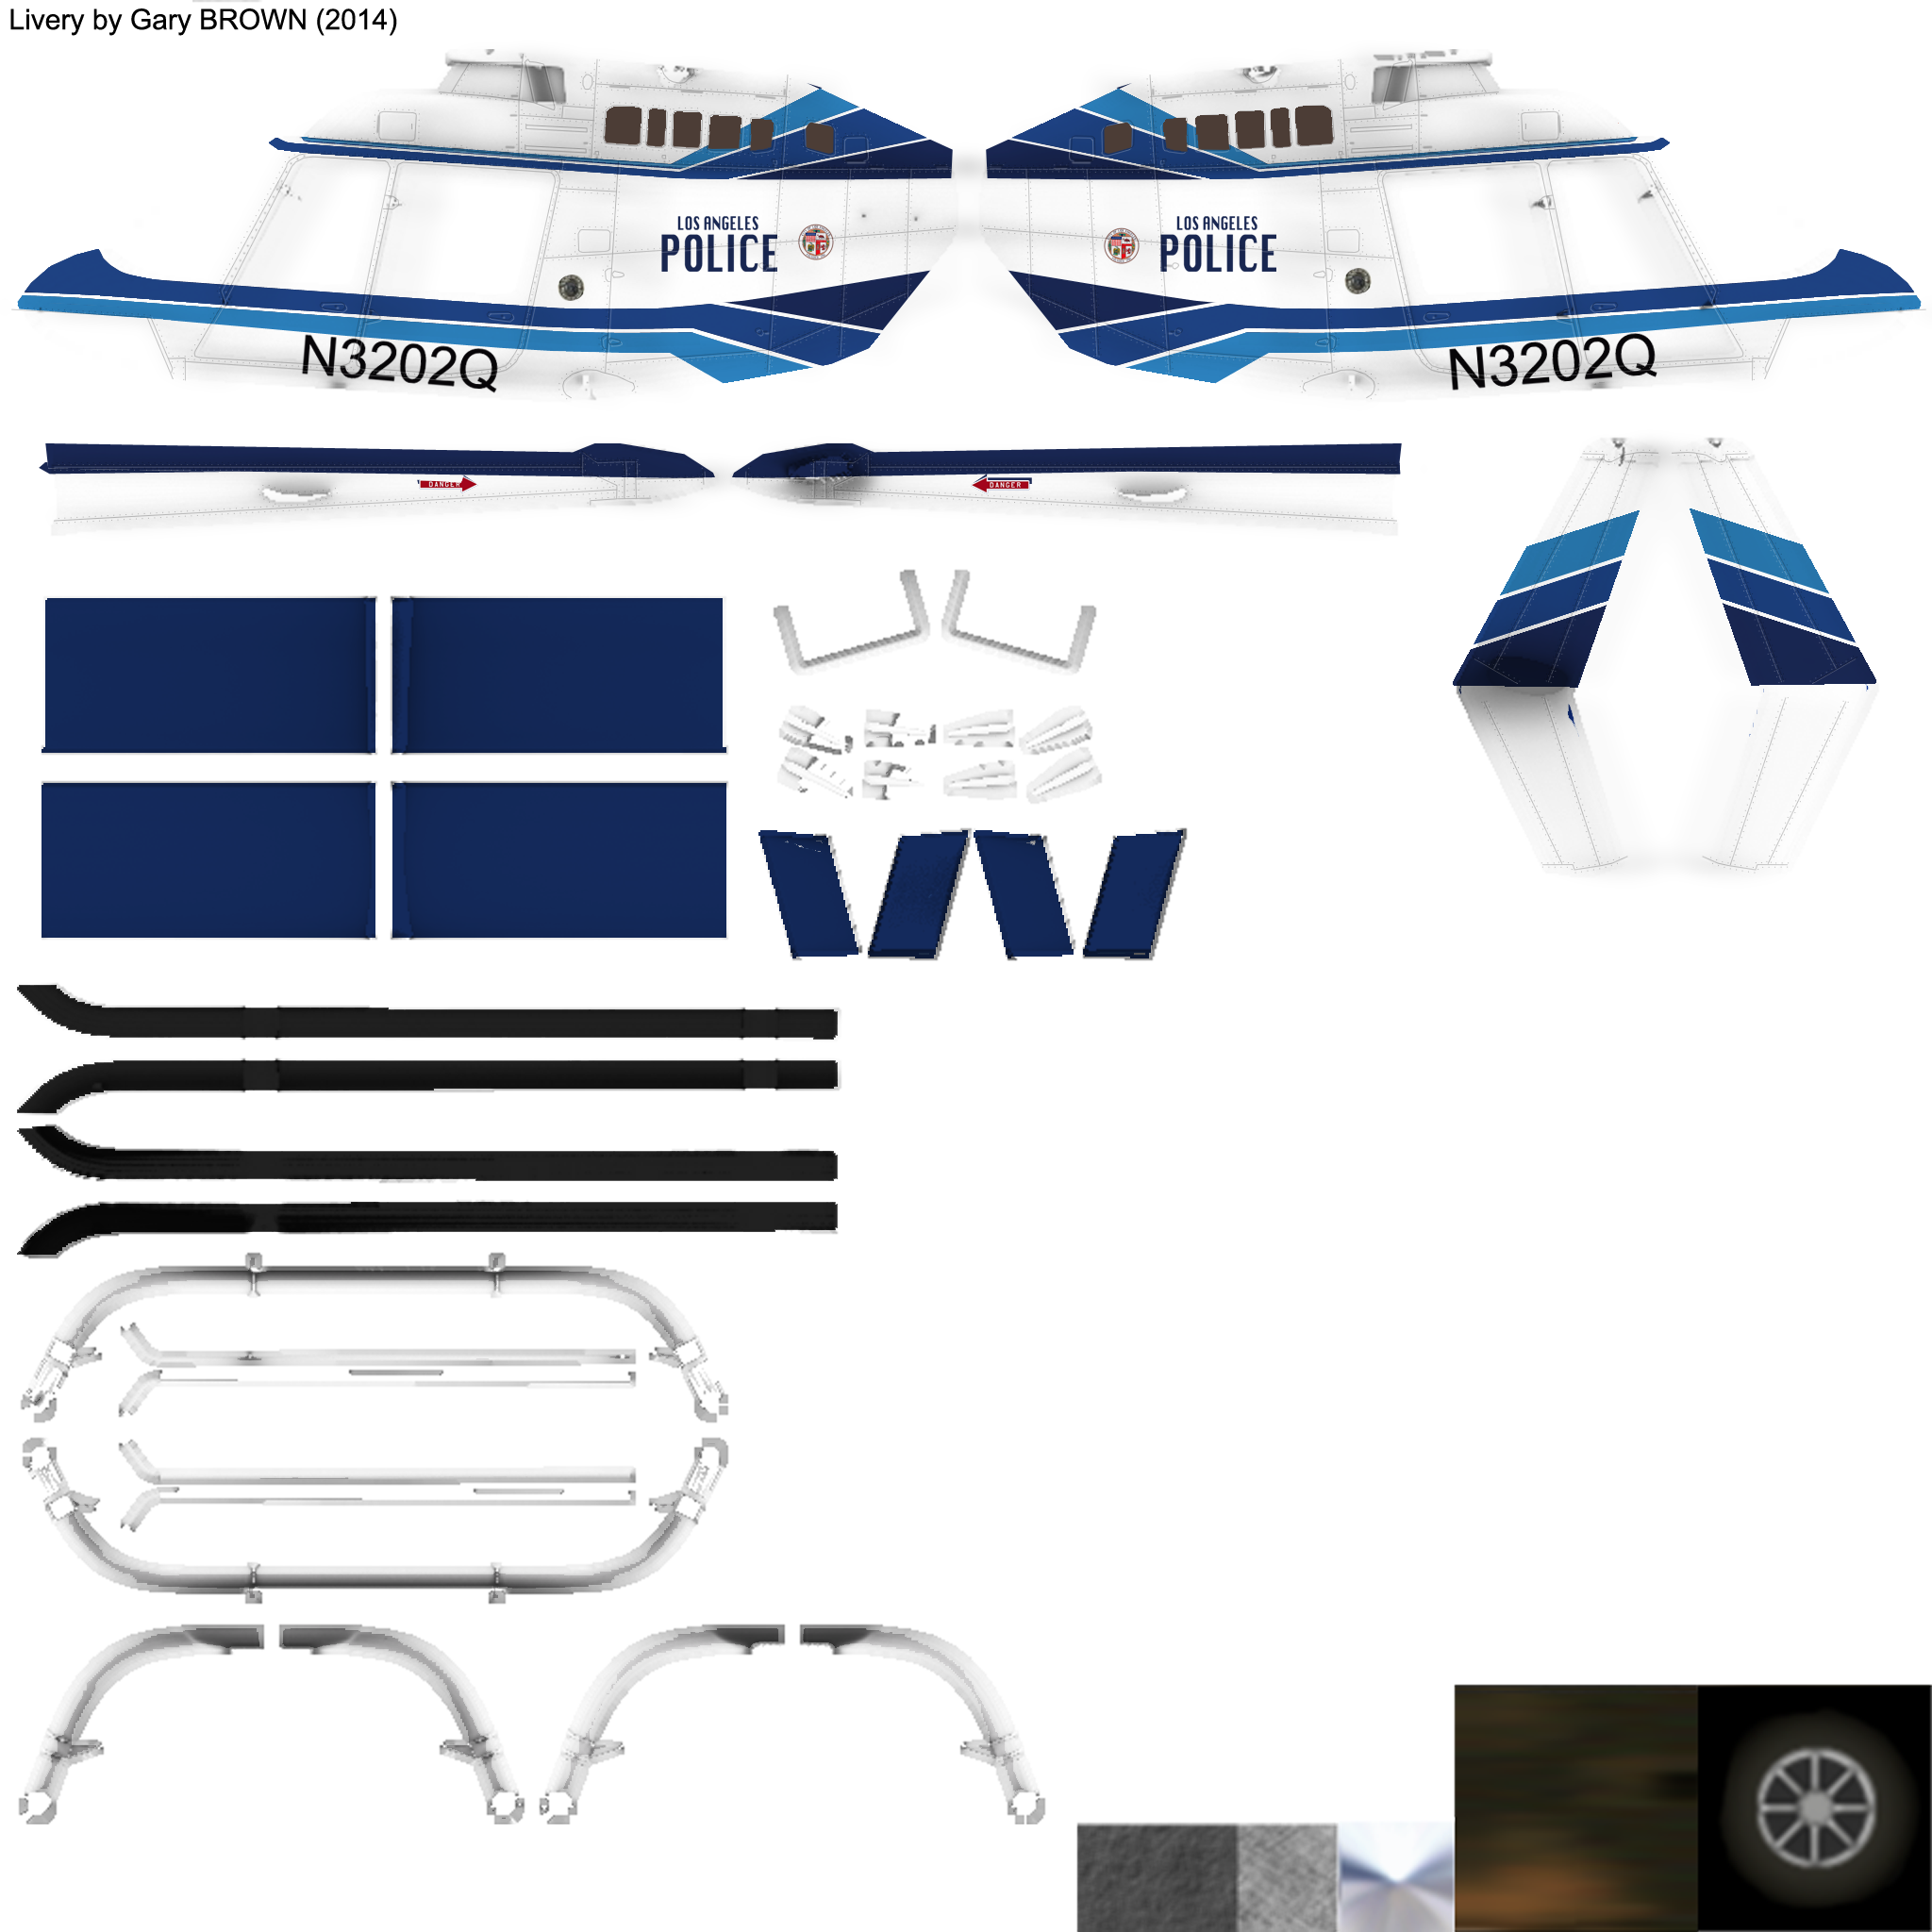 Livery by Gary BROWN (2014)
LOS ANGELES
POLICE
LOS ANGELES
POLICE
N3202Q
N3202Q
DANGER
DANGER